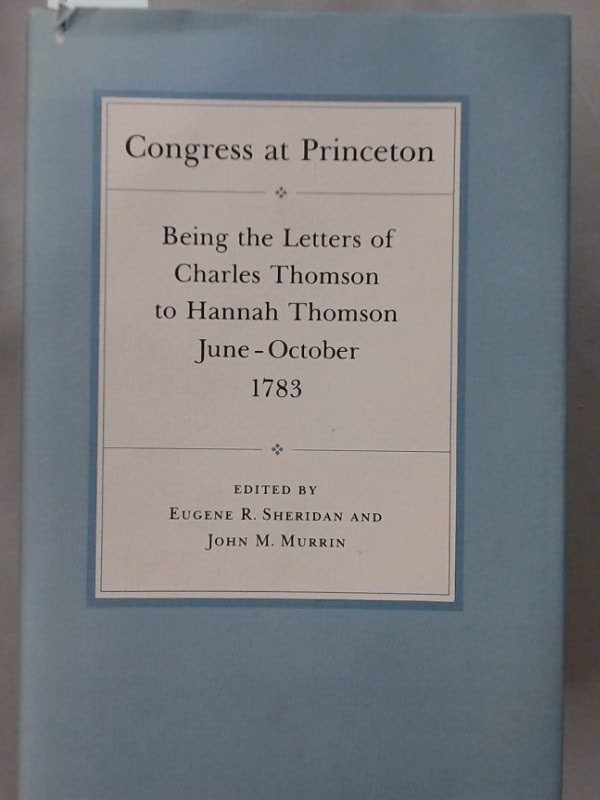 Congress at Princeton
Being the Letters of
Charles Thomson
to Hannah Thomson
June – October
1783
EDITED BY
EUGENE R. SHERIDAN AND
JOHN M. MURRIN